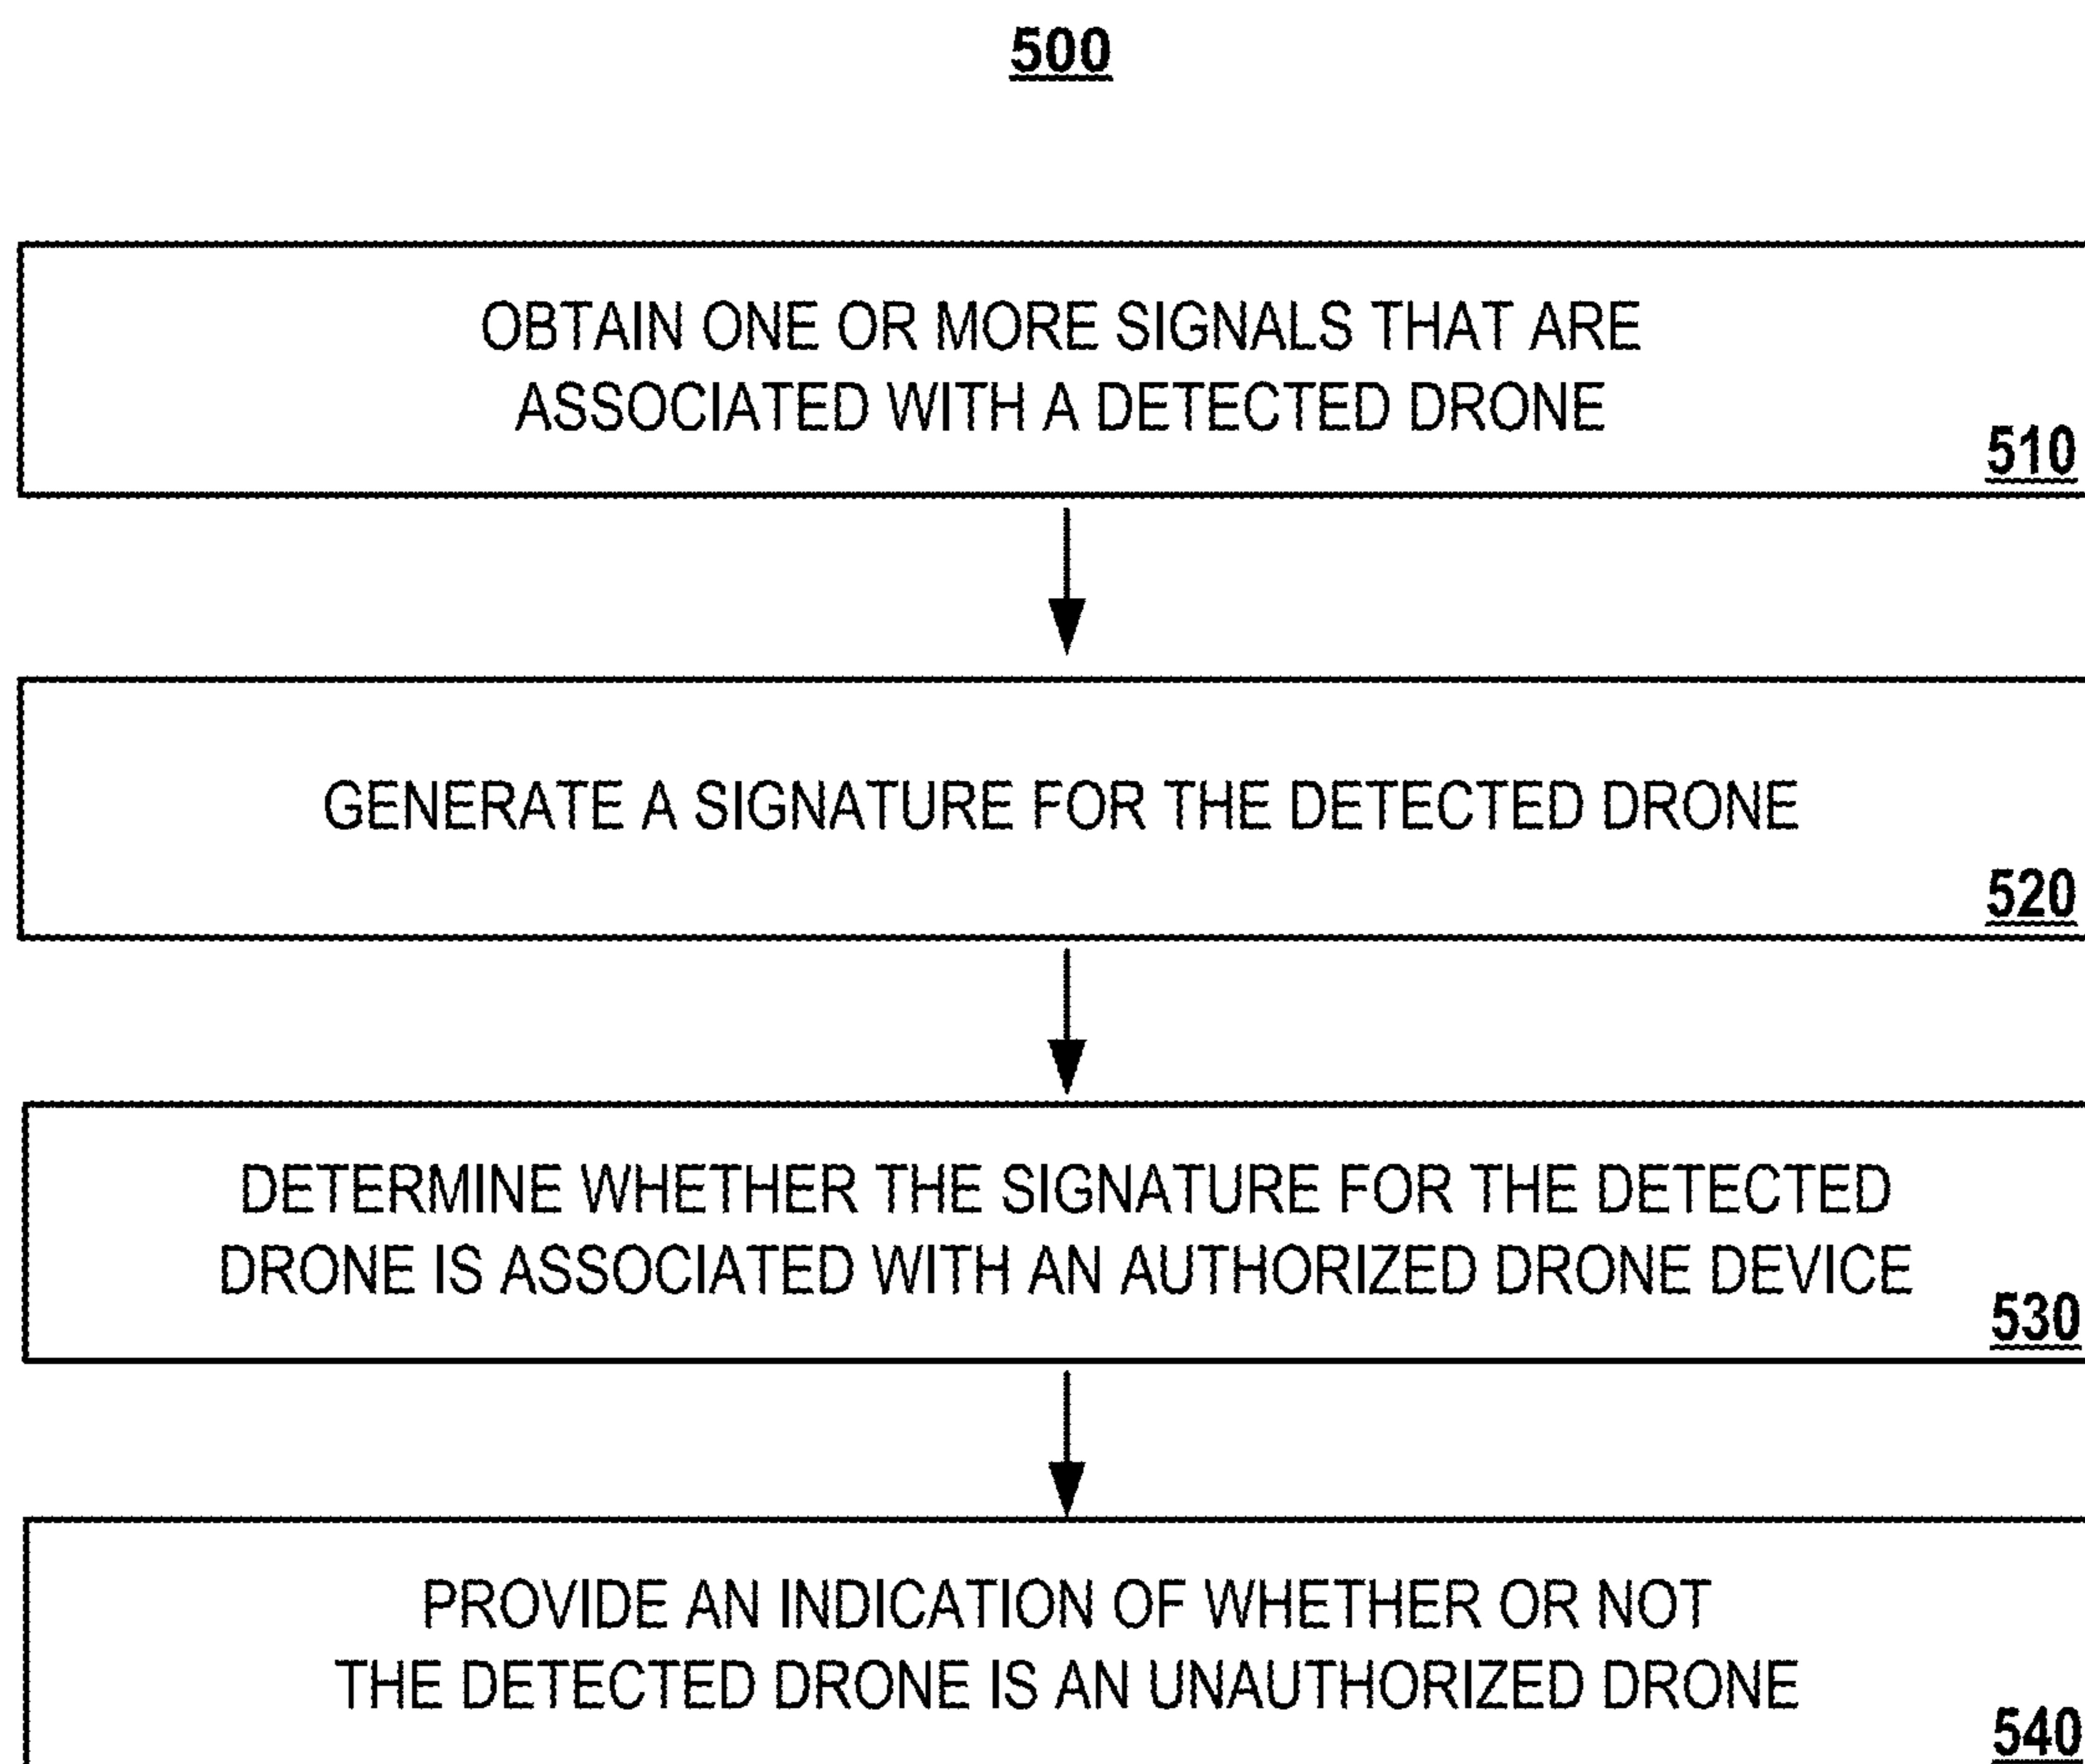 500
OBTAIN ONE OR MORE SIGNALS THAT ARE
ASSOCIATED WITH A DETECTED DRONE
510
GENERATE A SIGNATURE FOR THE DETECTED DRONE
520
DETERMINE WHETHER THE SIGNATURE FOR THE DETECTED
DRONE IS ASSOCIATED WITH AN AUTHORIZED DRONE DEVICE
530
PROVIDE AN INDICATION OF WHETHER OR NOT
THE DETECTED DRONE IS AN UNAUTHORIZED DRONE
540